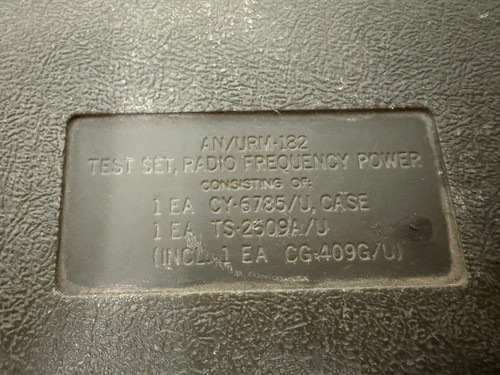 AN/URM-182
TEST SET, RADIO FREQUENCY POWER
CONSISTING OF:
1 EA CY-6785/U, CASE
1 EA TS-2609A/U
(INCL. 1 EA CG-409G/U)